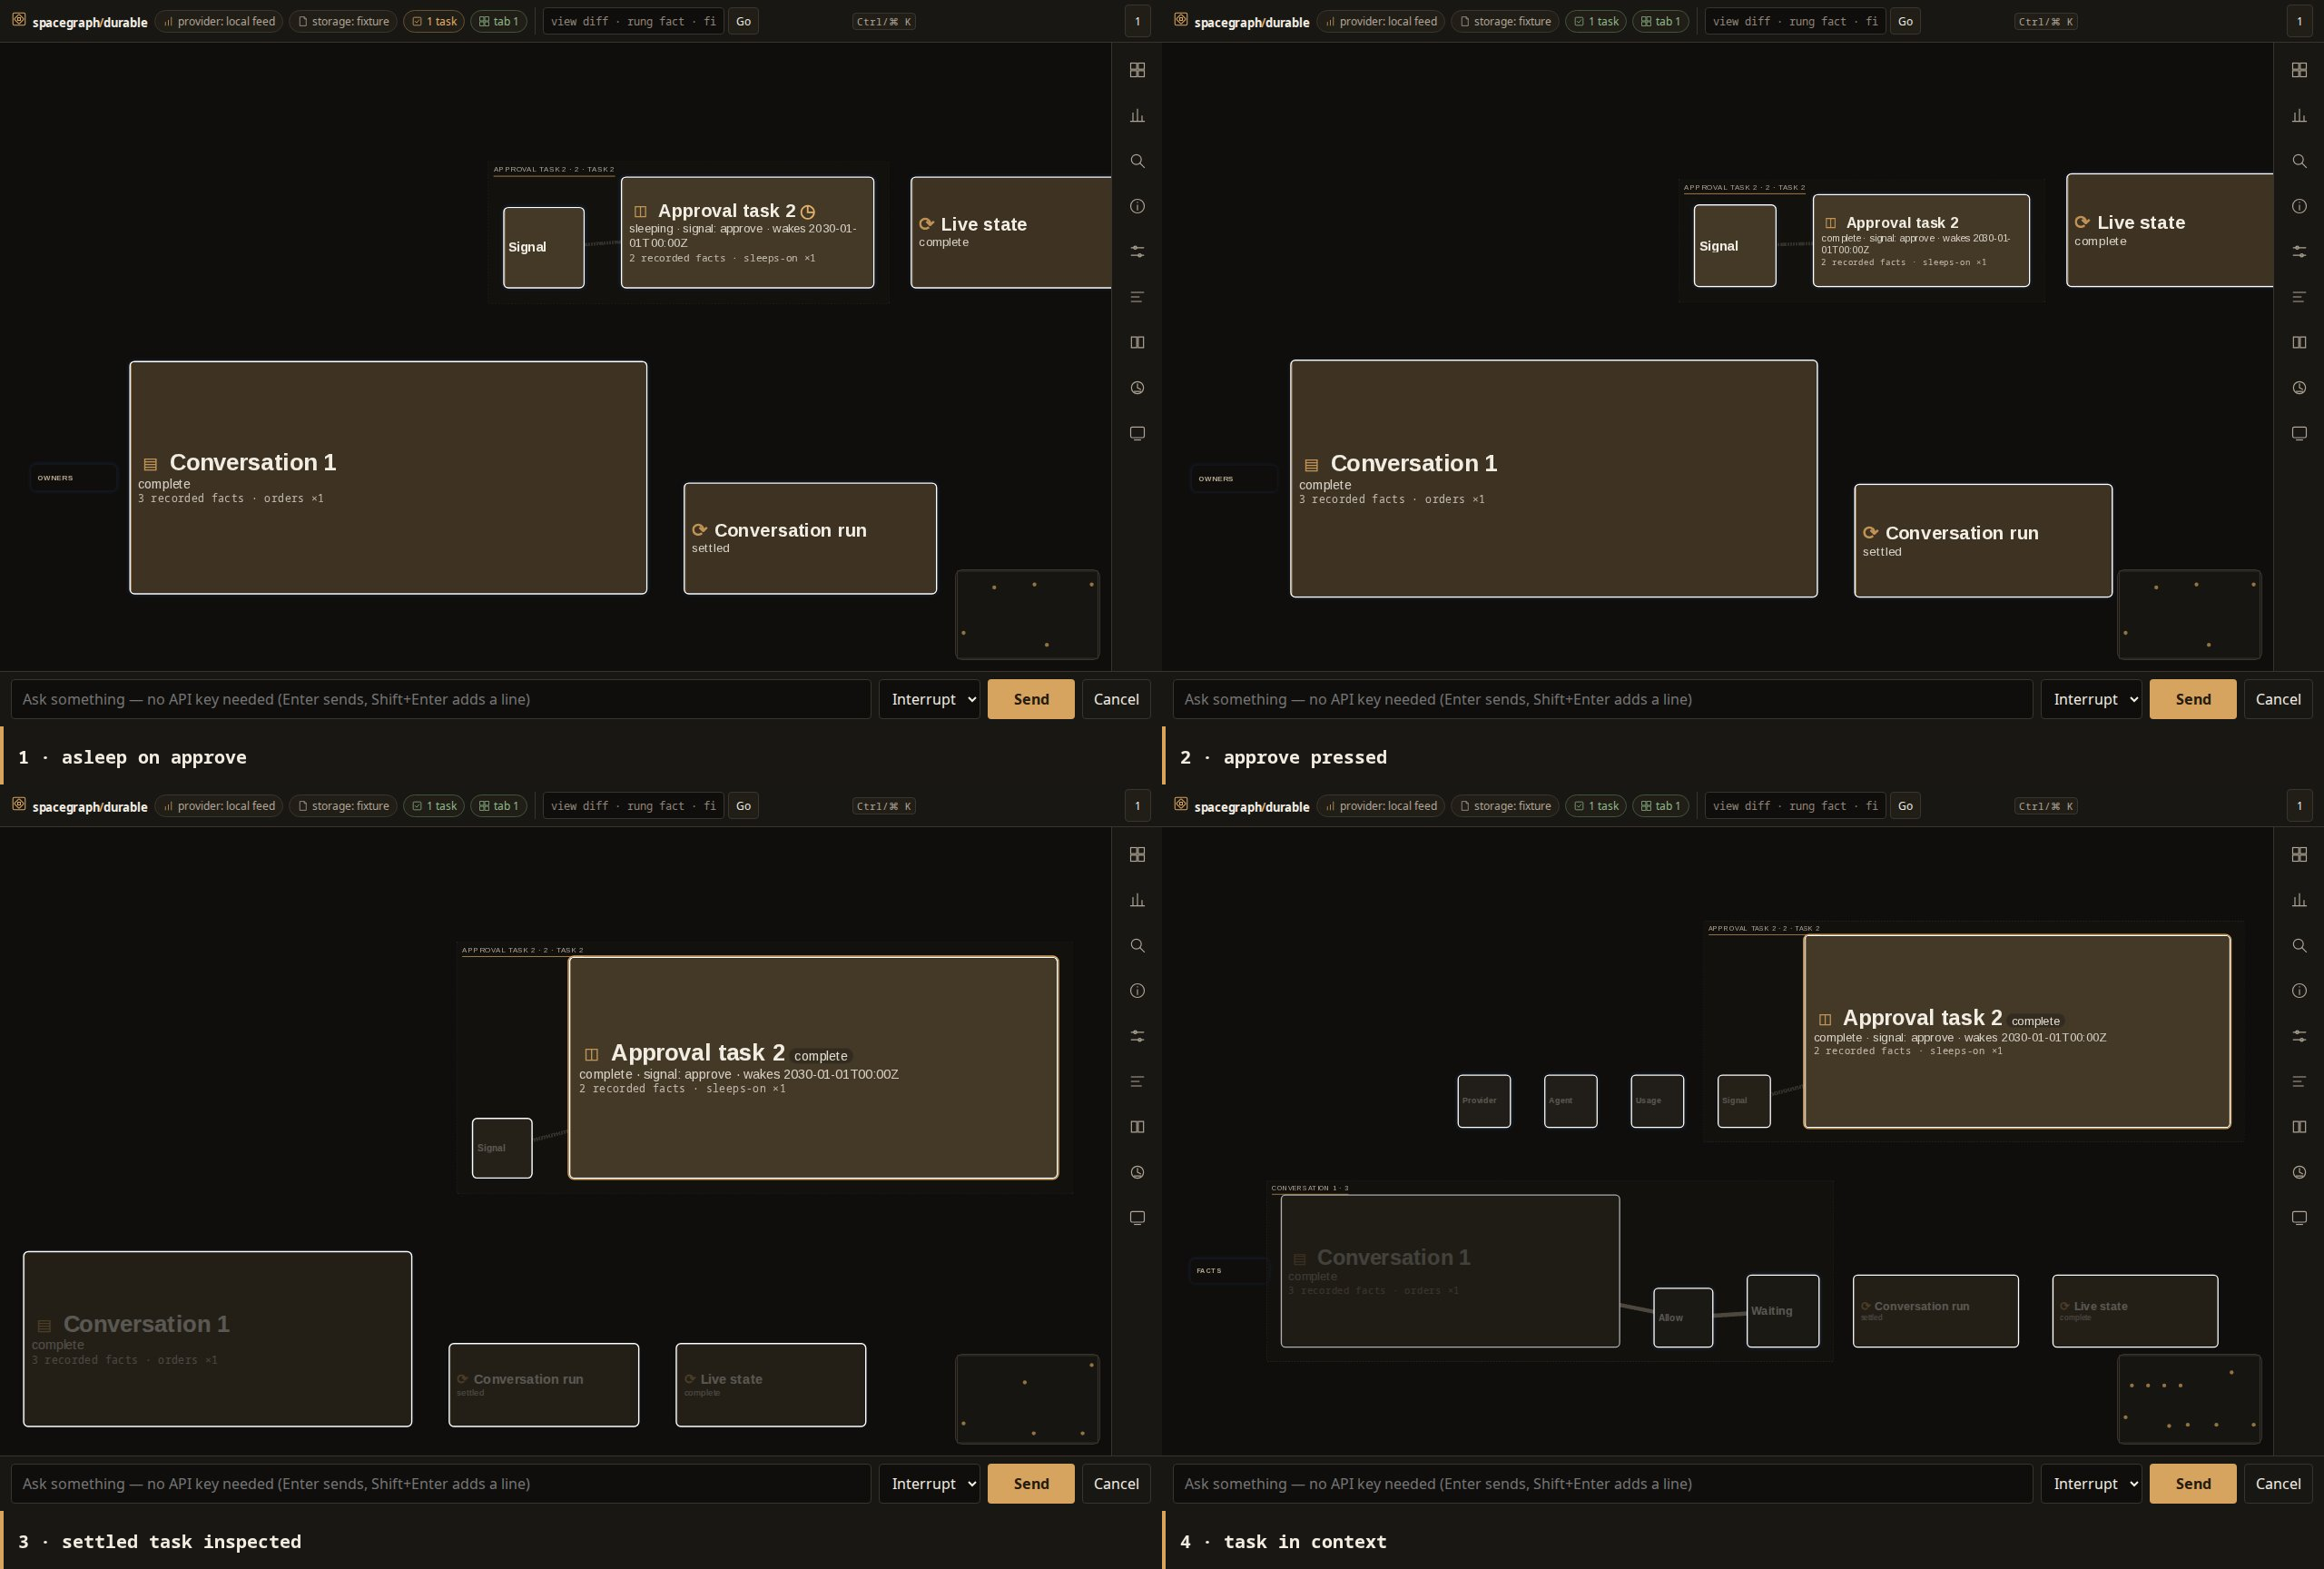 spacegraph/durable
provider: local feed
storage: fixture
1 task
tab 1
view diff · rung fact · fi
Go
Ctrl/⌘ K
1
APPROVAL TASK 2 · 2 · TASK 2
Signal
Approval task 2
sleeping · signal: approve · wakes 2030-01-
01T00:00Z
2 recorded facts · sleeps-on ×1
Live state
complete
OWNERS
Conversation 1
complete
3 recorded facts · orders ×1
Conversation run
settled
Ask something — no API key needed (Enter sends, Shift+Enter adds a line)
Interrupt
Send
Cancel
1 · asleep on approve
spacegraph/durable
provider: local feed
storage: fixture
1 task
tab 1
view diff · rung fact · fi
Go
Ctrl/⌘ K
1
APPROVAL TASK 2 · 2 · TASK 2
Signal
Approval task 2
complete · signal: approve · wakes 2030-01-
01T00:00Z
2 recorded facts · sleeps-on ×1
Live state
complete
OWNERS
Conversation 1
complete
3 recorded facts · orders ×1
Conversation run
settled
Ask something — no API key needed (Enter sends, Shift+Enter adds a line)
Interrupt
Send
Cancel
2 · approve pressed
spacegraph/durable
provider: local feed
storage: fixture
1 task
tab 1
view diff · rung fact · fi
Go
Ctrl/⌘ K
1
APPROVAL TASK 2 · 2 · TASK 2
Approval task 2 complete
complete · signal: approve · wakes 2030-01-01T00:00Z
2 recorded facts · sleeps-on ×1
Signal
Conversation 1
complete
3 recorded facts · orders ×1
Conversation run
settled
Live state
complete
Ask something — no API key needed (Enter sends, Shift+Enter adds a line)
Interrupt
Send
Cancel
3 · settled task inspected
spacegraph/durable
provider: local feed
storage: fixture
1 task
tab 1
view diff · rung fact · fi
Go
Ctrl/⌘ K
1
APPROVAL TASK 2 · 2 · TASK 2
Approval task 2 complete
complete · signal: approve · wakes 2030-01-01T00:00Z
2 recorded facts · sleeps-on ×1
Provider
Agent
Usage
Signal
CONVERSATION 1 · 3
FACTS
Conversation 1
complete
3 recorded facts · orders ×1
Allow
Waiting
Conversation run
settled
Live state
complete
Ask something — no API key needed (Enter sends, Shift+Enter adds a line)
Interrupt
Send
Cancel
4 · task in context